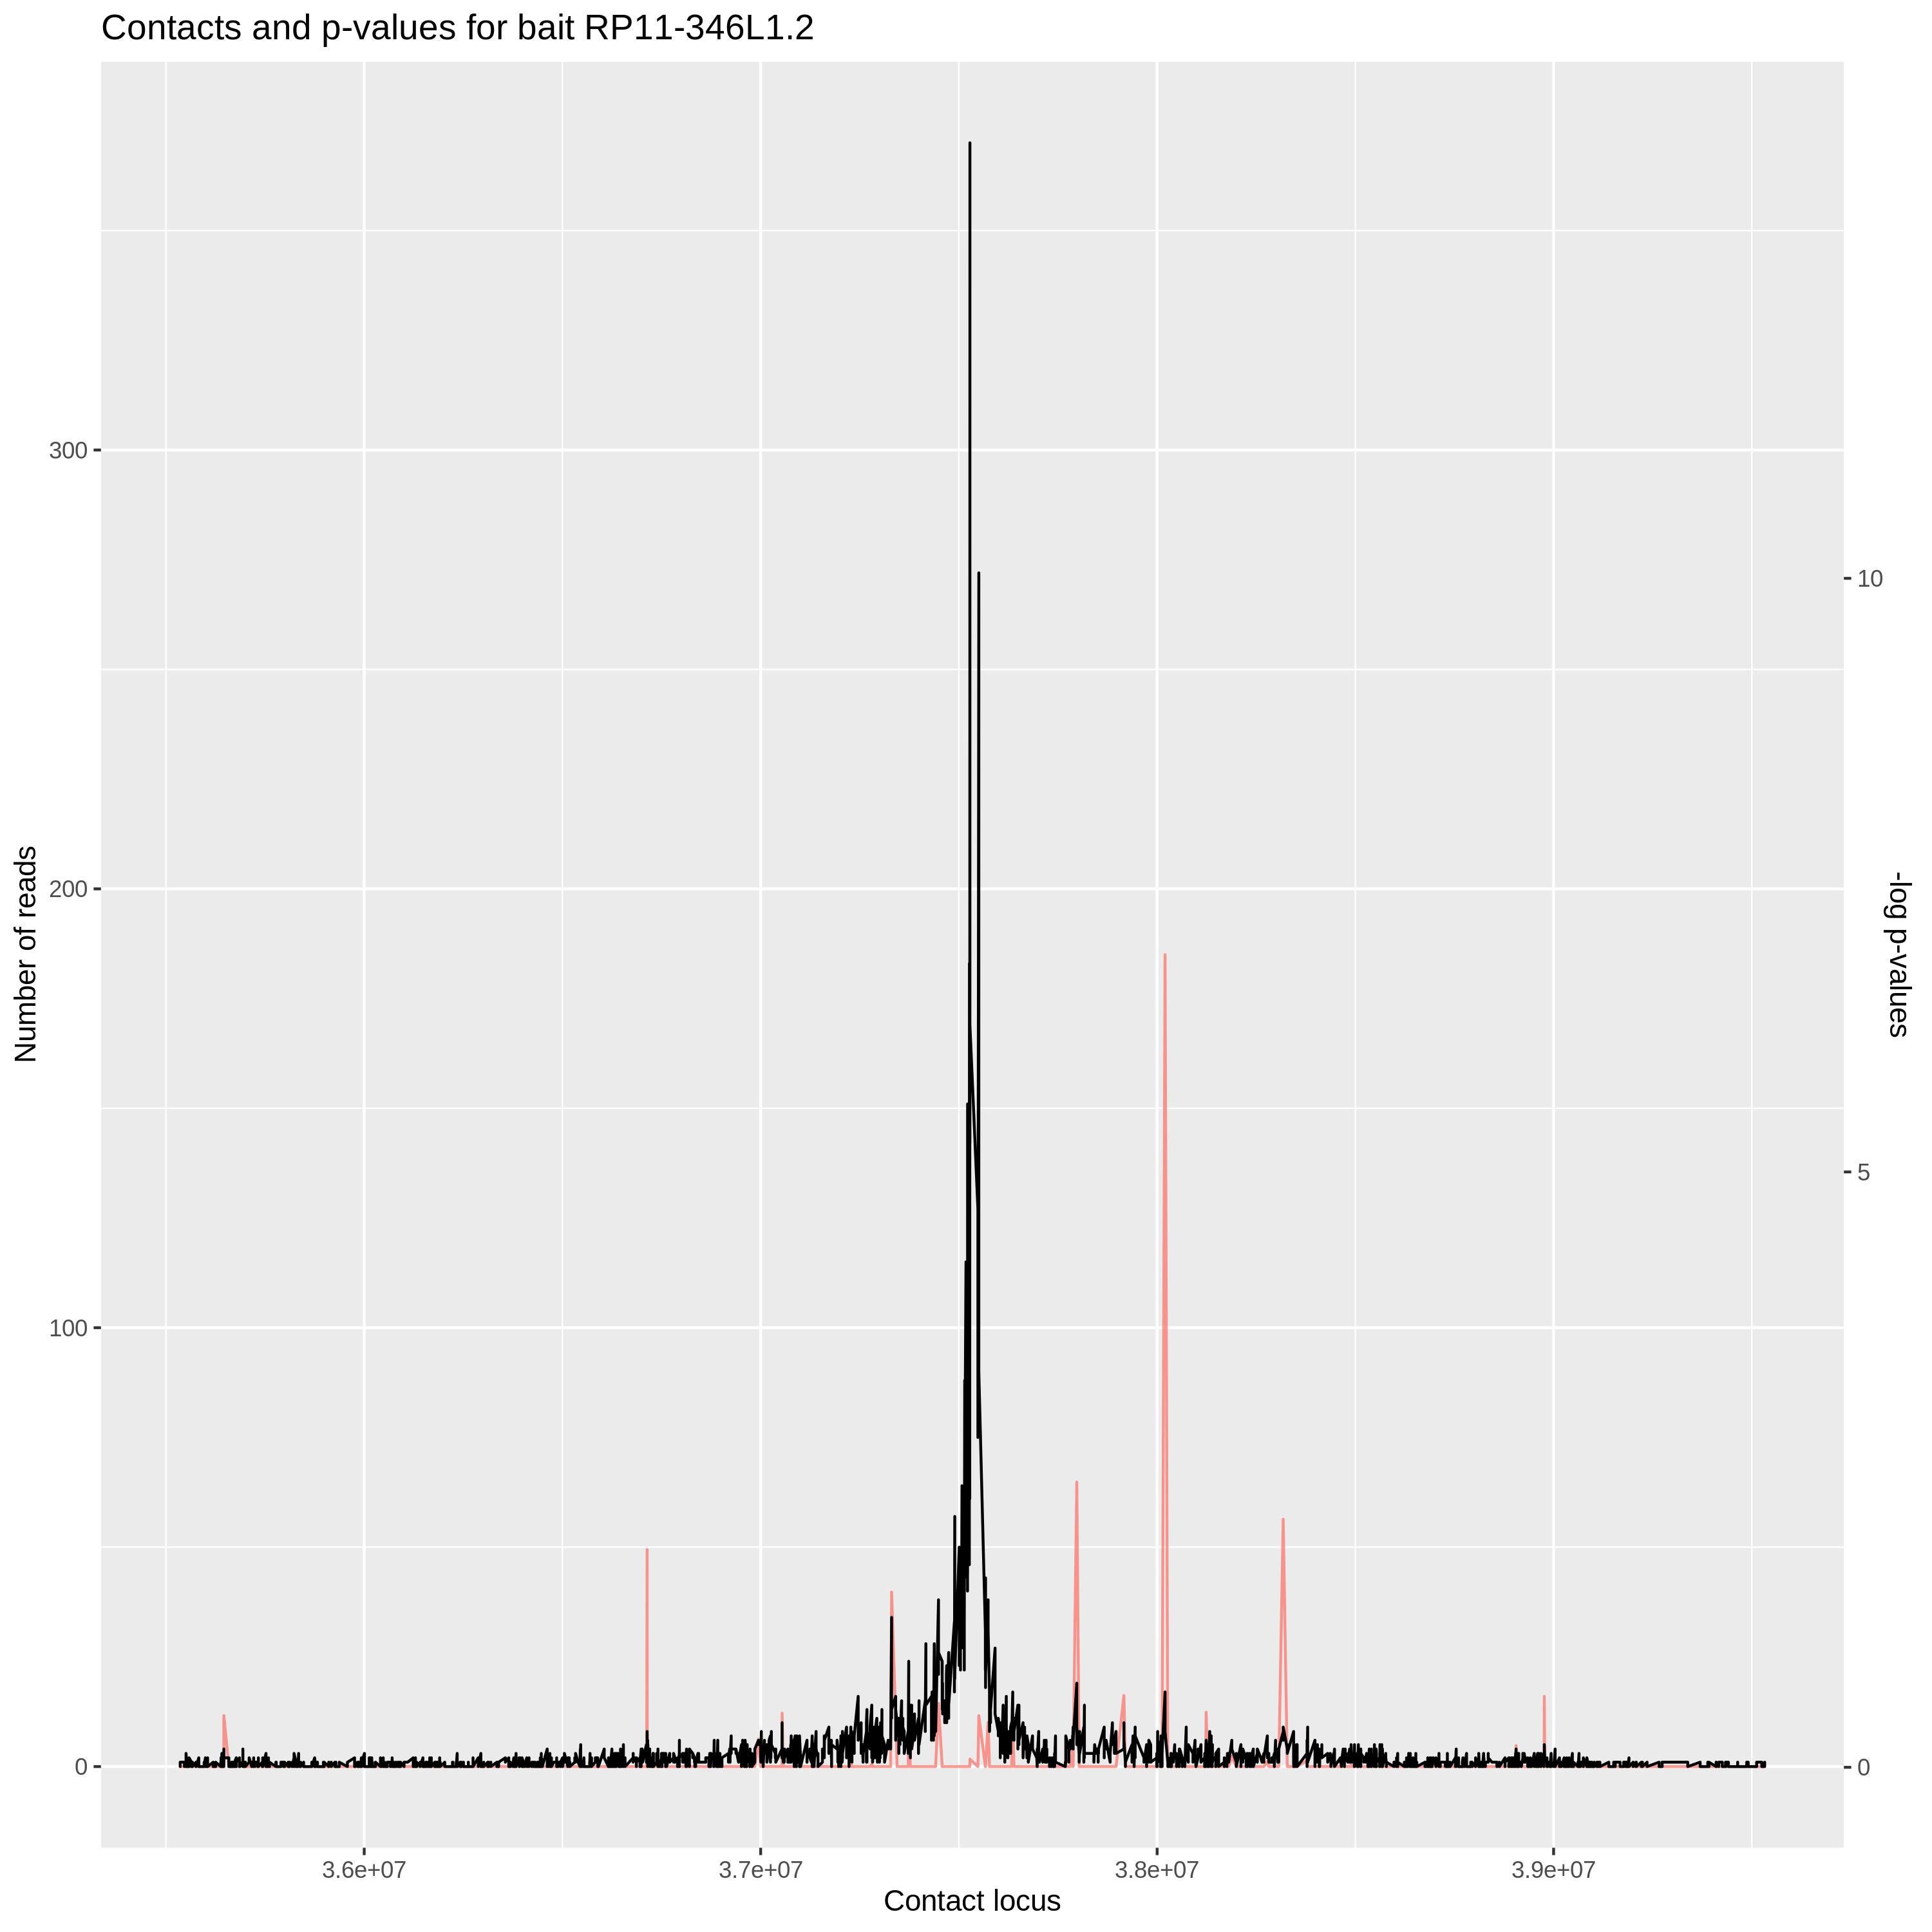 Contacts and p-values for bait RP11-346L1.2
Number of reads
300
200
100
0
10
5
0
-log p-values
3.6e+07
3.7e+07
3.8e+07
3.9e+07
Contact locus